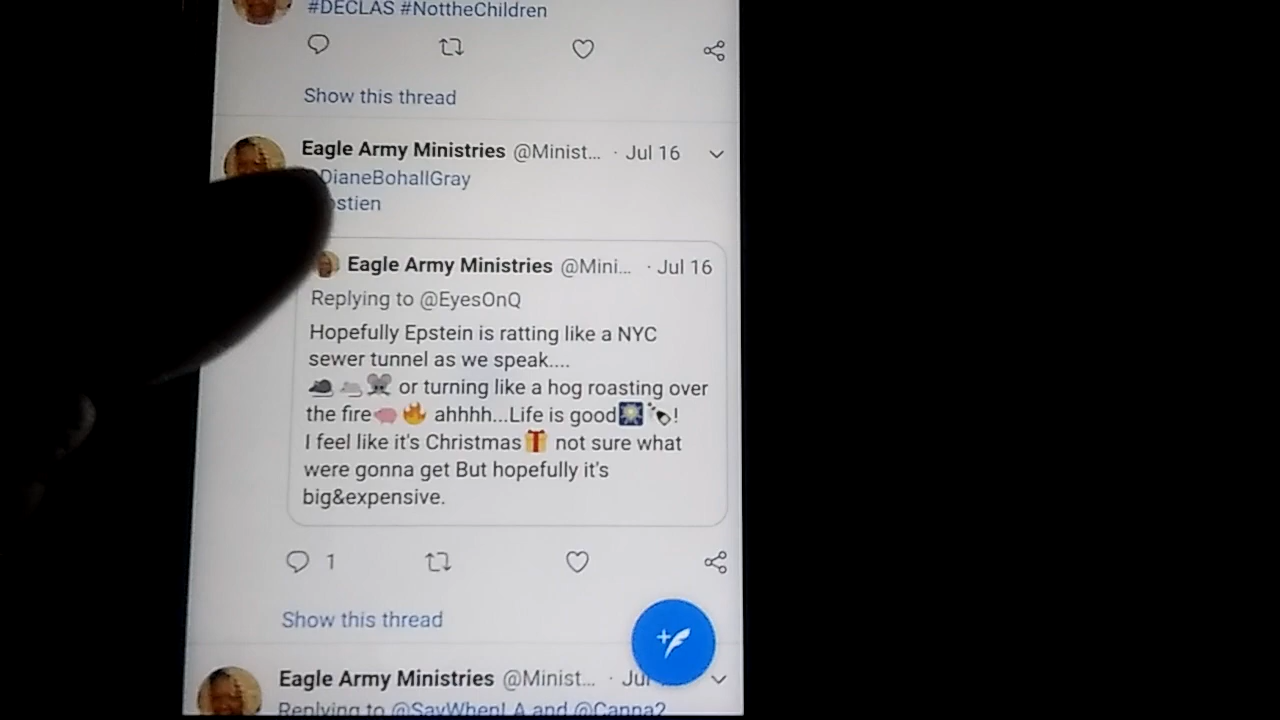 #DECLAS #NottheChildren
Show this thread
Eagle Army Ministries @Minist... · Jul 16
DianeBohallGray
Eagle Army Ministries @Mini... · Jul 16
Replying to @EyesOnQ
Hopefully Epstein is ratting like a NYC
sewer tunnel as we speak....
🐀🐁🐭 or turning like a hog roasting over
the fire🐖🔥 ahhhh...Life is good🎆🍾!
I feel like it's Christmas🎁 not sure what
were gonna get But hopefully it's
big&expensive.
1
Show this thread
Eagle Army Ministries @Minist... ·
Replying to @SayWhenLA and @Canna2